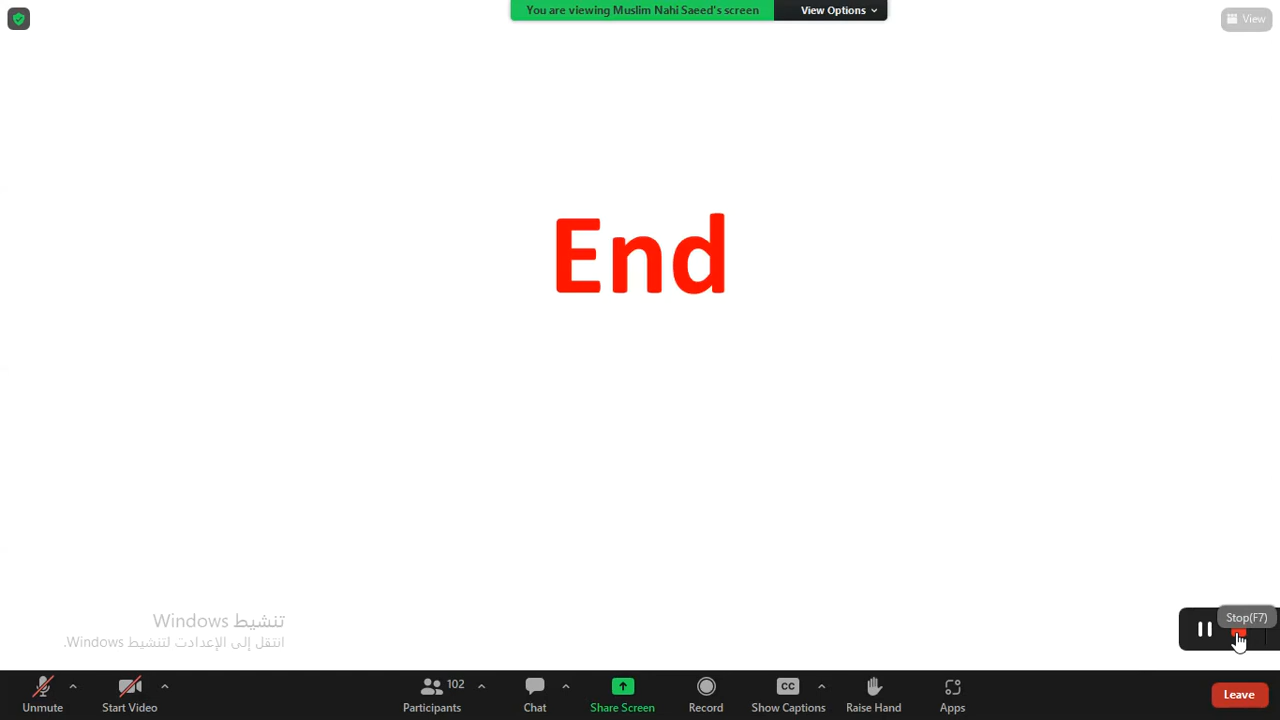 You are viewing Muslim Nahi Saeed's screen
View Options
View
End
تنشيط Windows
انتقل إلى الإعدادت لتنشيط Windows.
Stop(F7)
Unmute
Start Video
102
Participants
Chat
Share Screen
Record
CC
Show Captions
Raise Hand
Apps
Leave